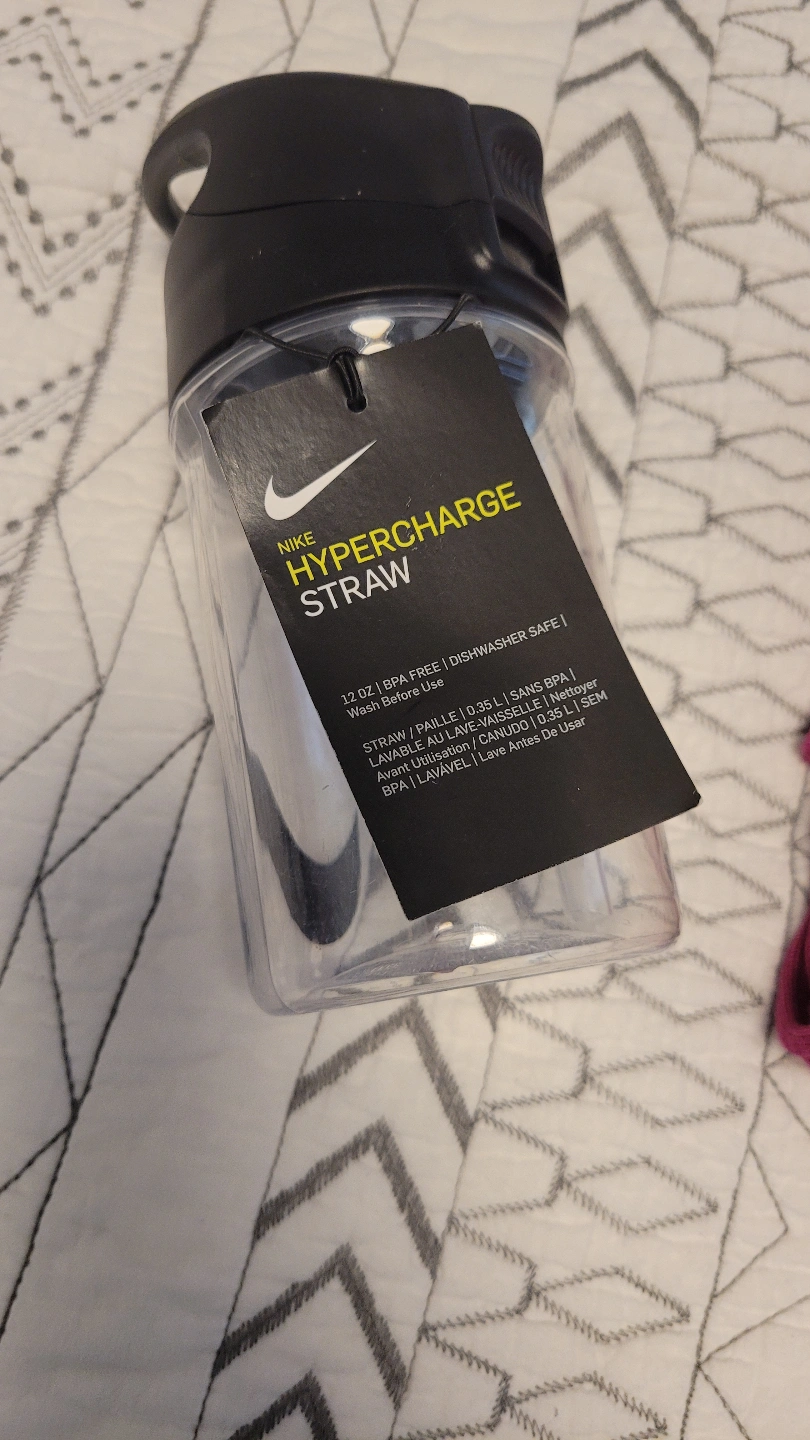 NIKE
HYPERCHARGE
STRAW
12 OZ | BPA FREE | DISHWASHER SAFE |
Wash Before Use
STRAW / PAILLE | 0.35 L | SANS BPA |
LAVABLE AU LAVE-VAISSELLE | Nettoyer
Avant Utilisation / CANUDO | 0.35 L | SEM
BPA | LAVÁVEL | Lave Antes De Usar